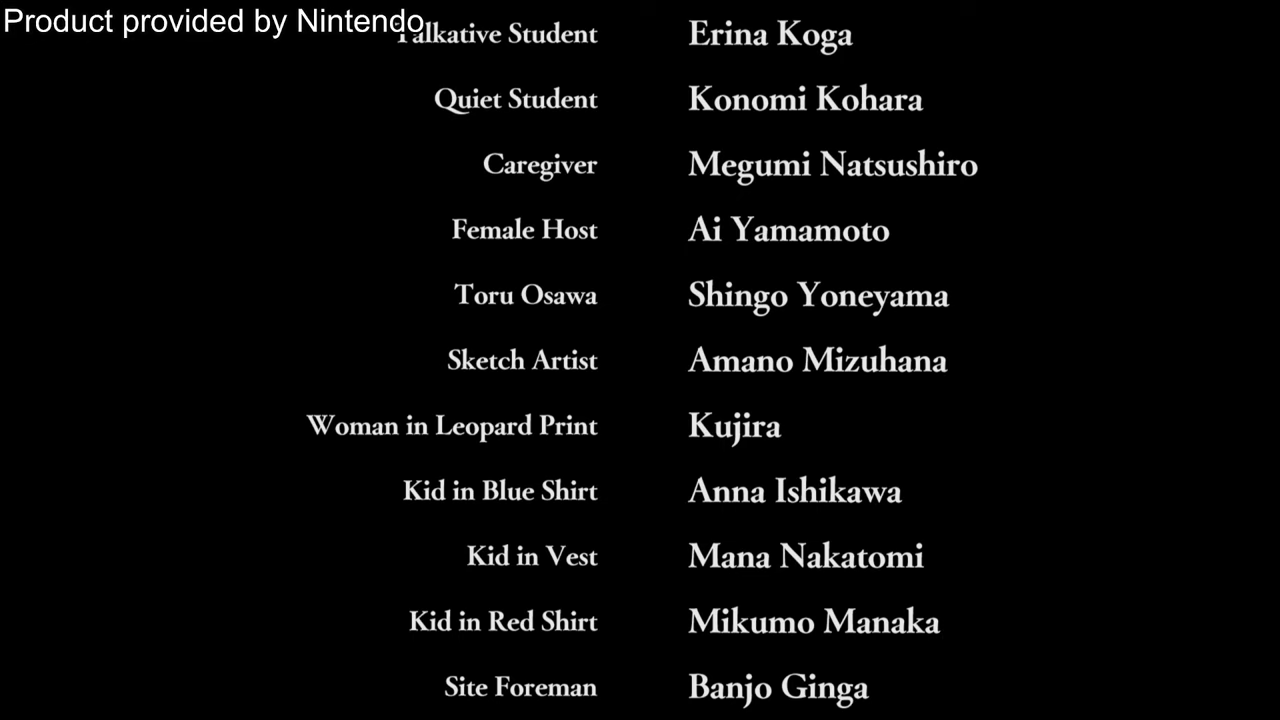 Product provided by Nintendo
Talkative Student Erina Koga
Quiet Student Konomi Kohara
Caregiver Megumi Natsushiro
Female Host Ai Yamamoto
Toru Osawa Shingo Yoneyama
Sketch Artist Amano Mizuhana
Woman in Leopard Print Kujira
Kid in Blue Shirt Anna Ishikawa
Kid in Vest Mana Nakatomi
Kid in Red Shirt Mikumo Manaka
Site Foreman Banjo Ginga